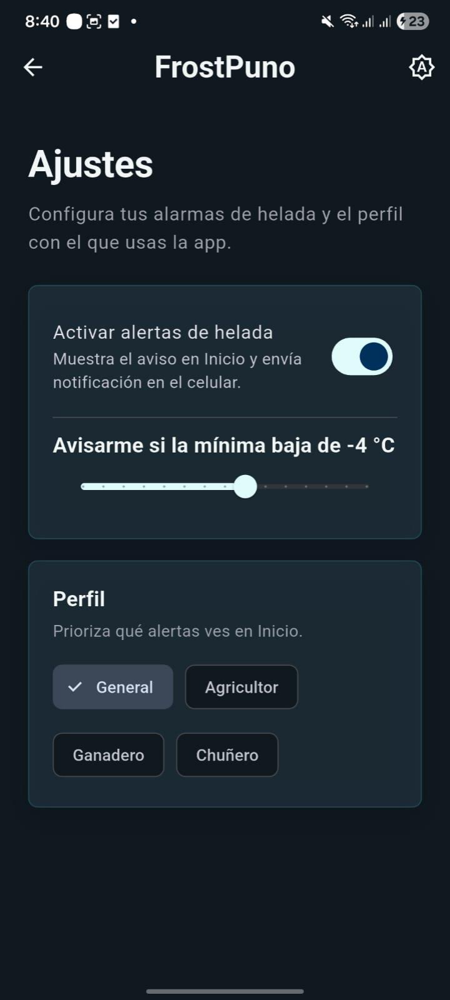 8:40
23
FrostPuno
A
Ajustes
Configura tus alarmas de helada y el perfil
con el que usas la app.
Activar alertas de helada
Muestra el aviso en Inicio y envía
notificación en el celular.
Avisarme si la mínima baja de -4 °C
Perfil
Prioriza qué alertas ves en Inicio.
General
Agricultor
Ganadero
Chuñero